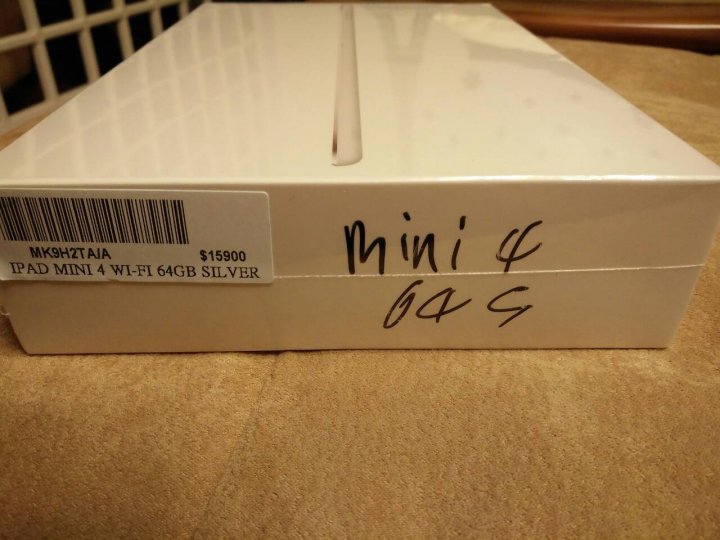 MK9H2TA/A $15900
IPAD MINI 4 WI-FI 64GB SILVER
mini 4
64G